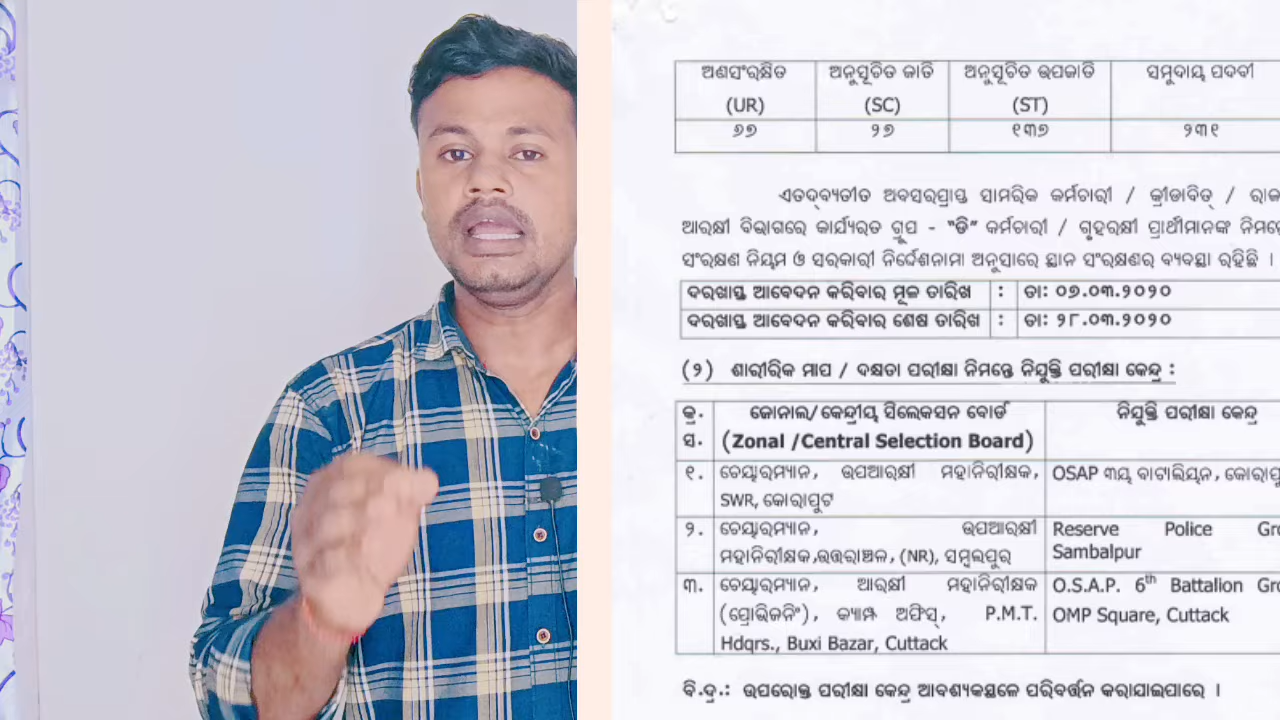 ଅଣସଂରକ୍ଷିତ ଅନୁସୂଚିତ ଜାତି ଅନୁସୂଚିତ ଉପଜାତି ସମୁଦାୟ ପଦବୀ
(UR) (SC) (ST)
୬୭ ୨୭ ୧୩୭ ୨୩୧
ଏତଦ୍‌ବ୍ୟତୀତ ଅବସରପ୍ରାପ୍ତ ସାମରିକ କର୍ମଚାରୀ / କ୍ରୀଡାବିତ୍ /
ଆରକ୍ଷୀ ବିଭାଗରେ କାର୍ଯ୍ୟରତ ଗ୍ରୁପ - "ଡି" କର୍ମଚାରୀ / ଗୃହରକ୍ଷୀ ପ୍ରାର୍ଥୀମାନଙ୍କ
ସଂରକ୍ଷଣ ନିୟମ ଓ ସରକାରୀ ନିର୍ଦ୍ଦେଶନାମା ଅନୁସାରେ ସ୍ଥାନ ସଂରକ୍ଷଣର ବ୍ୟବସ୍ଥା ରହିଛି ।
ଦରଖାସ୍ତ ଆବେଦନ କରିବାର ମୂଳ ତାରିଖ : ତା: ୦୭.୦୩.୨୦୨୦
ଦରଖାସ୍ତ ଆବେଦନ କରିବାର ଶେଷ ତାରିଖ : ତା: ୨୮.୦୩.୨୦୨୦
(୨) ଶାରୀରିକ ମାପ / ଦକ୍ଷତା ପରୀକ୍ଷା ନିମନ୍ତେ ନିଯୁକ୍ତି ପରୀକ୍ଷା କେନ୍ଦ୍ର :
କ୍ର. ଜୋନାଲ/କେନ୍ଦ୍ରୀୟ ସିଲେକସନ ବୋର୍ଡ ନିଯୁକ୍ତି ପରୀକ୍ଷା କେନ୍ଦ୍ର
ସ. (Zonal /Central Selection Board)
୧. ଚେୟାରମ୍ୟାନ, ଉପଆରକ୍ଷୀ ମହାନିରୀକ୍ଷକ, OSAP ୩ୟ ବାଟାଲିୟନ,
SWR, କୋରାପୁଟ
୨. ଚେୟାରମ୍ୟାନ, ଉପଆରକ୍ଷୀ Reserve Police
ମହାନିରୀକ୍ଷକ,ଉତ୍ତରାଞ୍ଚଳ, (NR), ସମ୍ବଲପୁର Sambalpur
୩. ଚେୟାରମ୍ୟାନ, ଆରକ୍ଷୀ ମହାନିରୀକ୍ଷକ O.S.A.P. 6th Battalion
(ପ୍ରୋଭିଜନିଂ), କ୍ୟାମ୍ପ ଅଫିସ୍, P.M.T. OMP Square, Cuttack
Hdqrs., Buxi Bazar, Cuttack
ବି.ଦ୍ର.: ଉପରୋକ୍ତ ପରୀକ୍ଷା କେନ୍ଦ୍ର ଆବଶ୍ୟକସ୍ଥଳେ ପରିବର୍ତ୍ତନ କରାଯାଇପାରେ ।